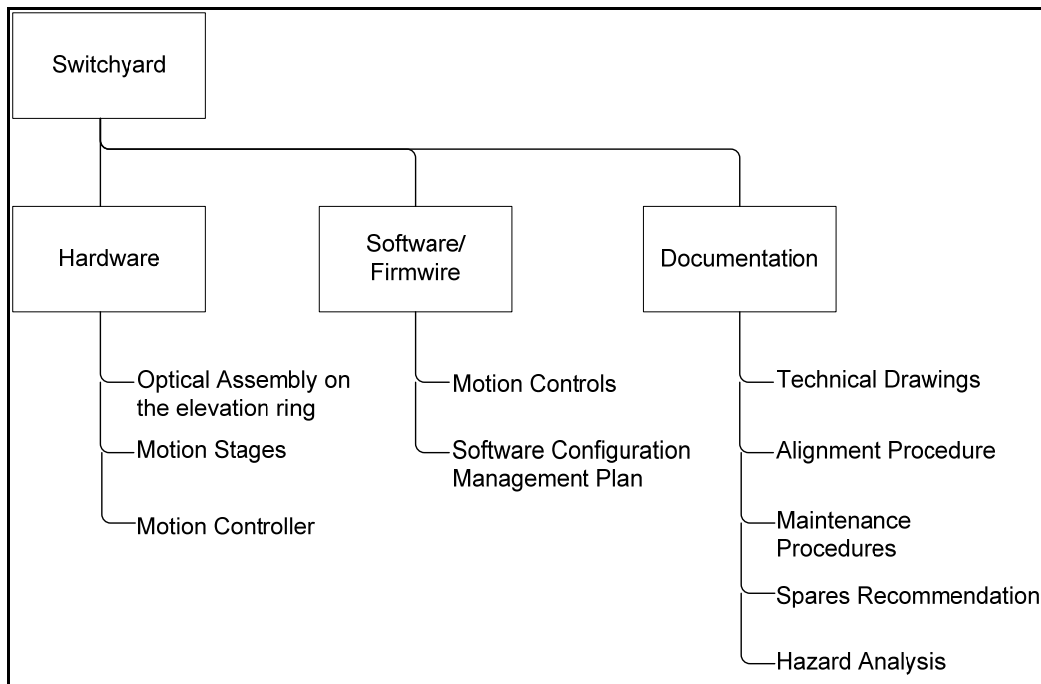 Switchyard
Hardware
Software/
Firmwire
Documentation
Optical Assembly on
the elevation ring
Motion Stages
Motion Controller
Motion Controls
Software Configuration
Management Plan
Technical Drawings
Alignment Procedure
Maintenance
Procedures
Spares Recommendation
Hazard Analysis